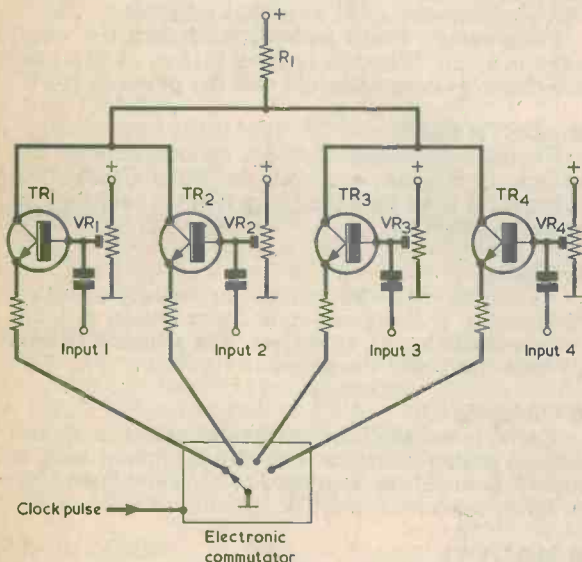 +
R1
+ + + +
TR1 TR2 TR3 TR4
VR1 VR2 VR3 VR4
Input 1 Input 2 Input 3 Input 4
Clock pulse
Electronic
commutator